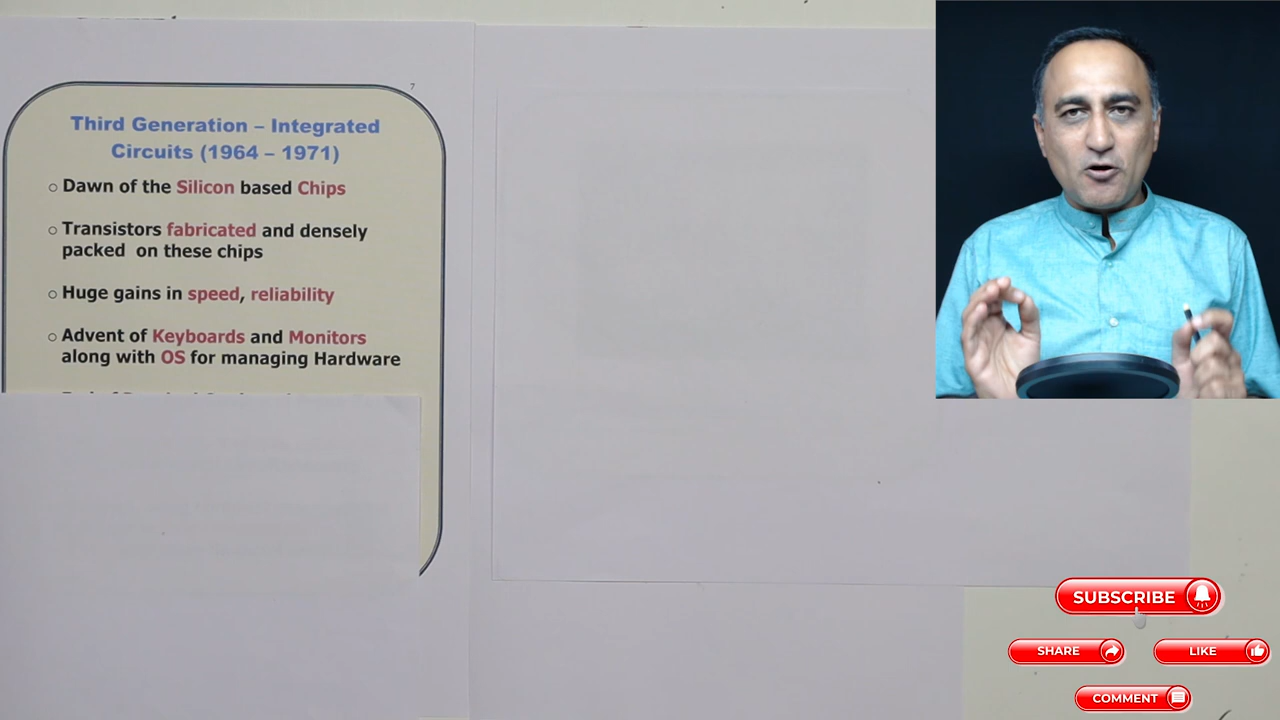 7
Third Generation – Integrated
Circuits (1964 – 1971)
Dawn of the Silicon based Chips
Transistors fabricated and densely
packed on these chips
Huge gains in speed, reliability
Advent of Keyboards and Monitors
along with OS for managing Hardware
SUBSCRIBE
SHARE
LIKE
COMMENT